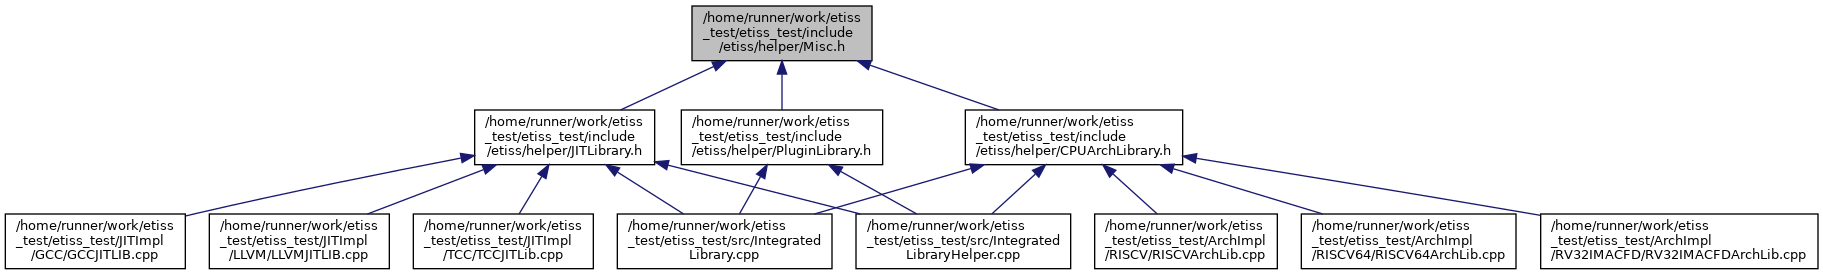 /home/runner/work/etiss
_test/etiss_test/include
/etiss/helper/Misc.h
/home/runner/work/etiss
_test/etiss_test/include
/etiss/helper/JITLibrary.h
/home/runner/work/etiss
_test/etiss_test/include
/etiss/helper/PluginLibrary.h
/home/runner/work/etiss
_test/etiss_test/include
/etiss/helper/CPUArchLibrary.h
/home/runner/work/etiss
_test/etiss_test/JITImpl
/GCC/GCCJITLIB.cpp
/home/runner/work/etiss
_test/etiss_test/JITImpl
/LLVM/LLVMJITLIB.cpp
/home/runner/work/etiss
_test/etiss_test/JITImpl
/TCC/TCCJITLib.cpp
/home/runner/work/etiss
_test/etiss_test/src/Integrated
Library.cpp
/home/runner/work/etiss
_test/etiss_test/src/Integrated
LibraryHelper.cpp
/home/runner/work/etiss
_test/etiss_test/ArchImpl
/RISCV/RISCVArchLib.cpp
/home/runner/work/etiss
_test/etiss_test/ArchImpl
/RISCV64/RISCV64ArchLib.cpp
/home/runner/work/etiss
_test/etiss_test/ArchImpl
/RV32IMACFD/RV32IMACFDArchLib.cpp